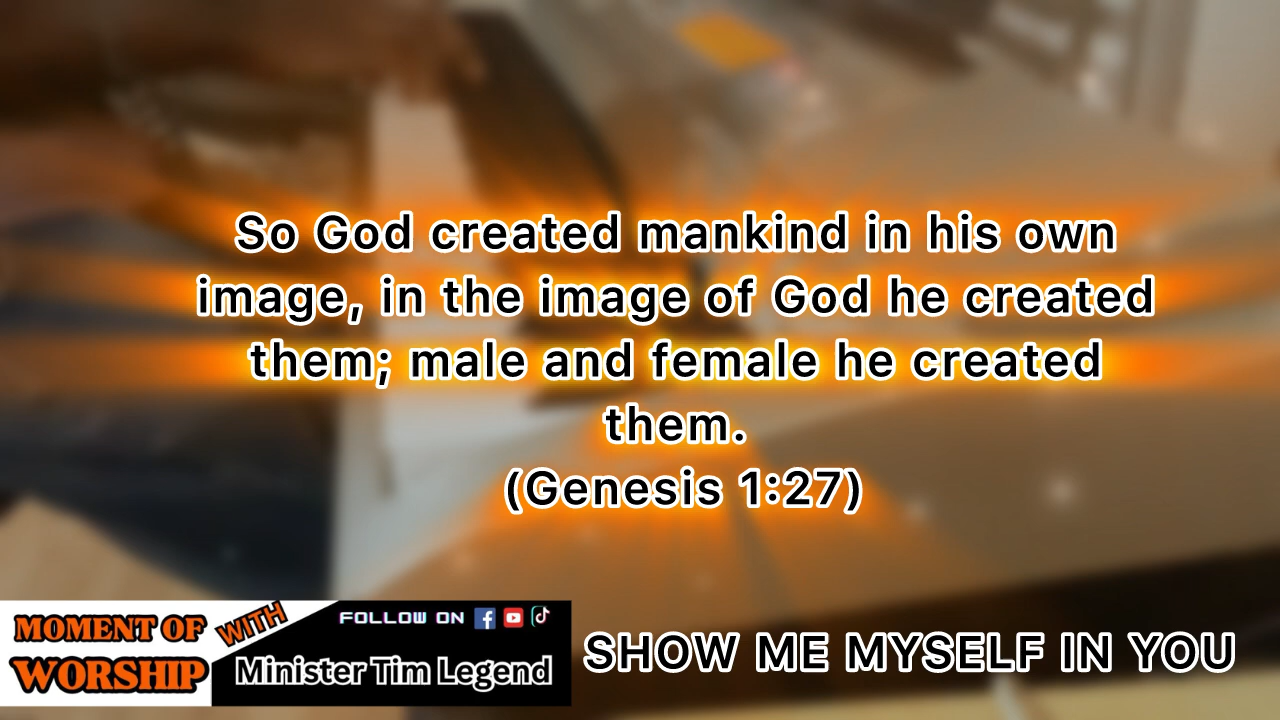 So God created mankind in his own
image, in the image of God he created
them; male and female he created
them.
(Genesis 1:27)
MOMENT OF
WORSHIP
WITH
FOLLOW ON
Minister Tim Legend
SHOW ME MYSELF IN YOU